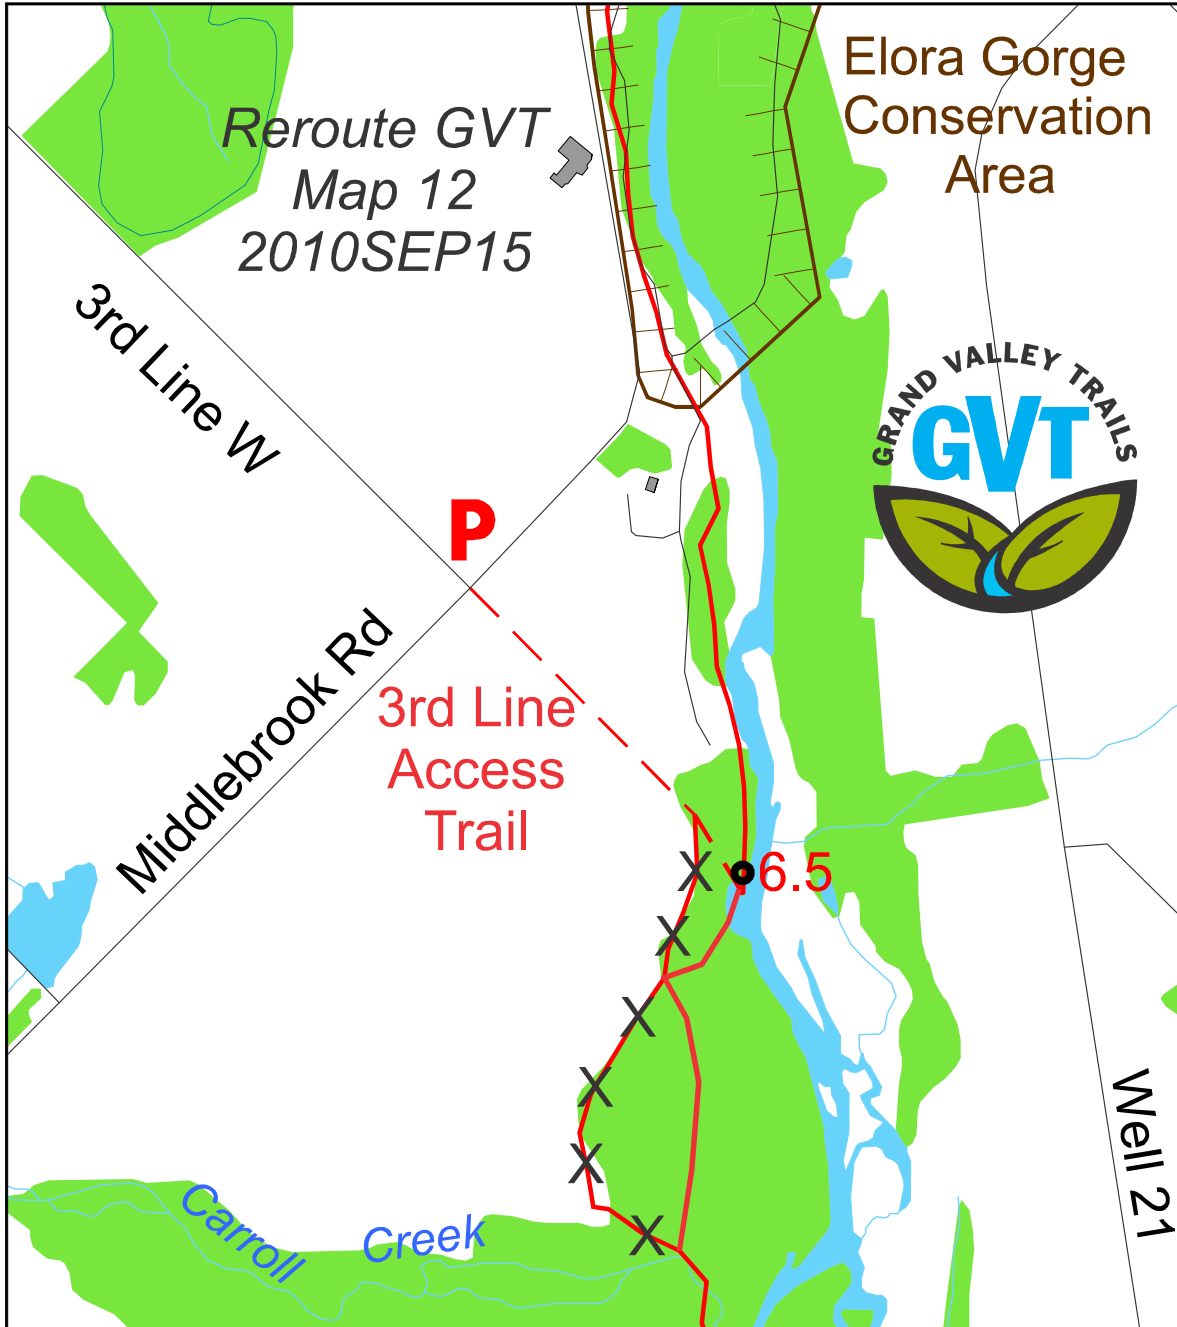 Elora Gorge
Conservation
Area
Reroute GVT
Map 12
2010SEP15
3rd Line W
GRAND VALLEY TRAILS
GVT
P
Middlebrook Rd
3rd Line
Access
Trail
X
6.5
X
X
X
X
X
Well 21
Carroll
Creek